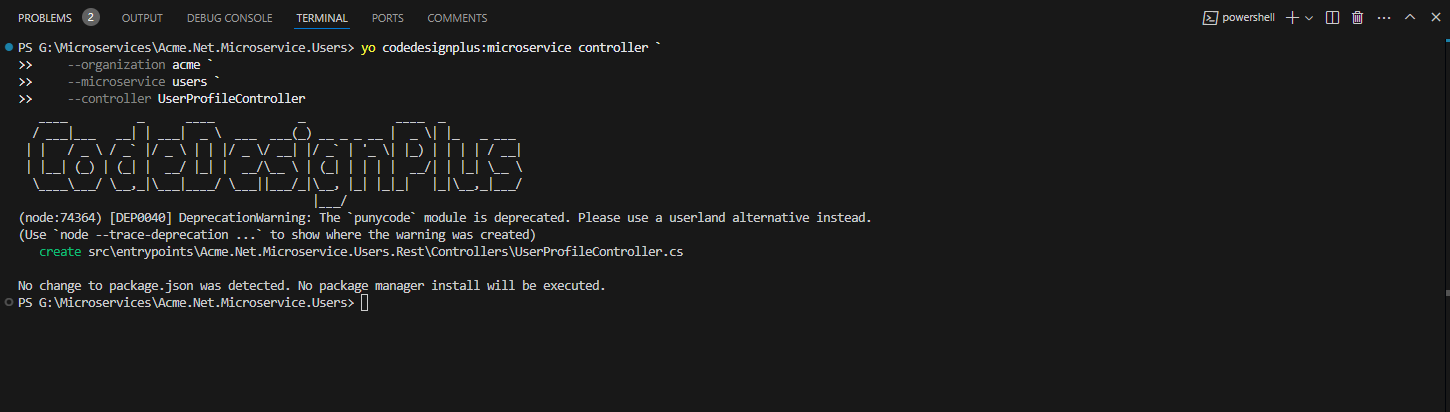 PROBLEMS 2 OUTPUT DEBUG CONSOLE TERMINAL PORTS COMMENTS powershell
PS G:\Microservices\Acme.Net.Microservice.Users> yo codedesignplus:microservice controller `
>> --organization acme `
>> --microservice users `
>> --controller UserProfileController
CodeDesignPlus
(node:74364) [DEP0040] DeprecationWarning: The `punycode` module is deprecated. Please use a userland alternative instead.
(Use `node --trace-deprecation ...` to show where the warning was created)
create src\entrypoints\Acme.Net.Microservice.Users.Rest\Controllers\UserProfileController.cs
No change to package.json was detected. No package manager install will be executed.
PS G:\Microservices\Acme.Net.Microservice.Users>